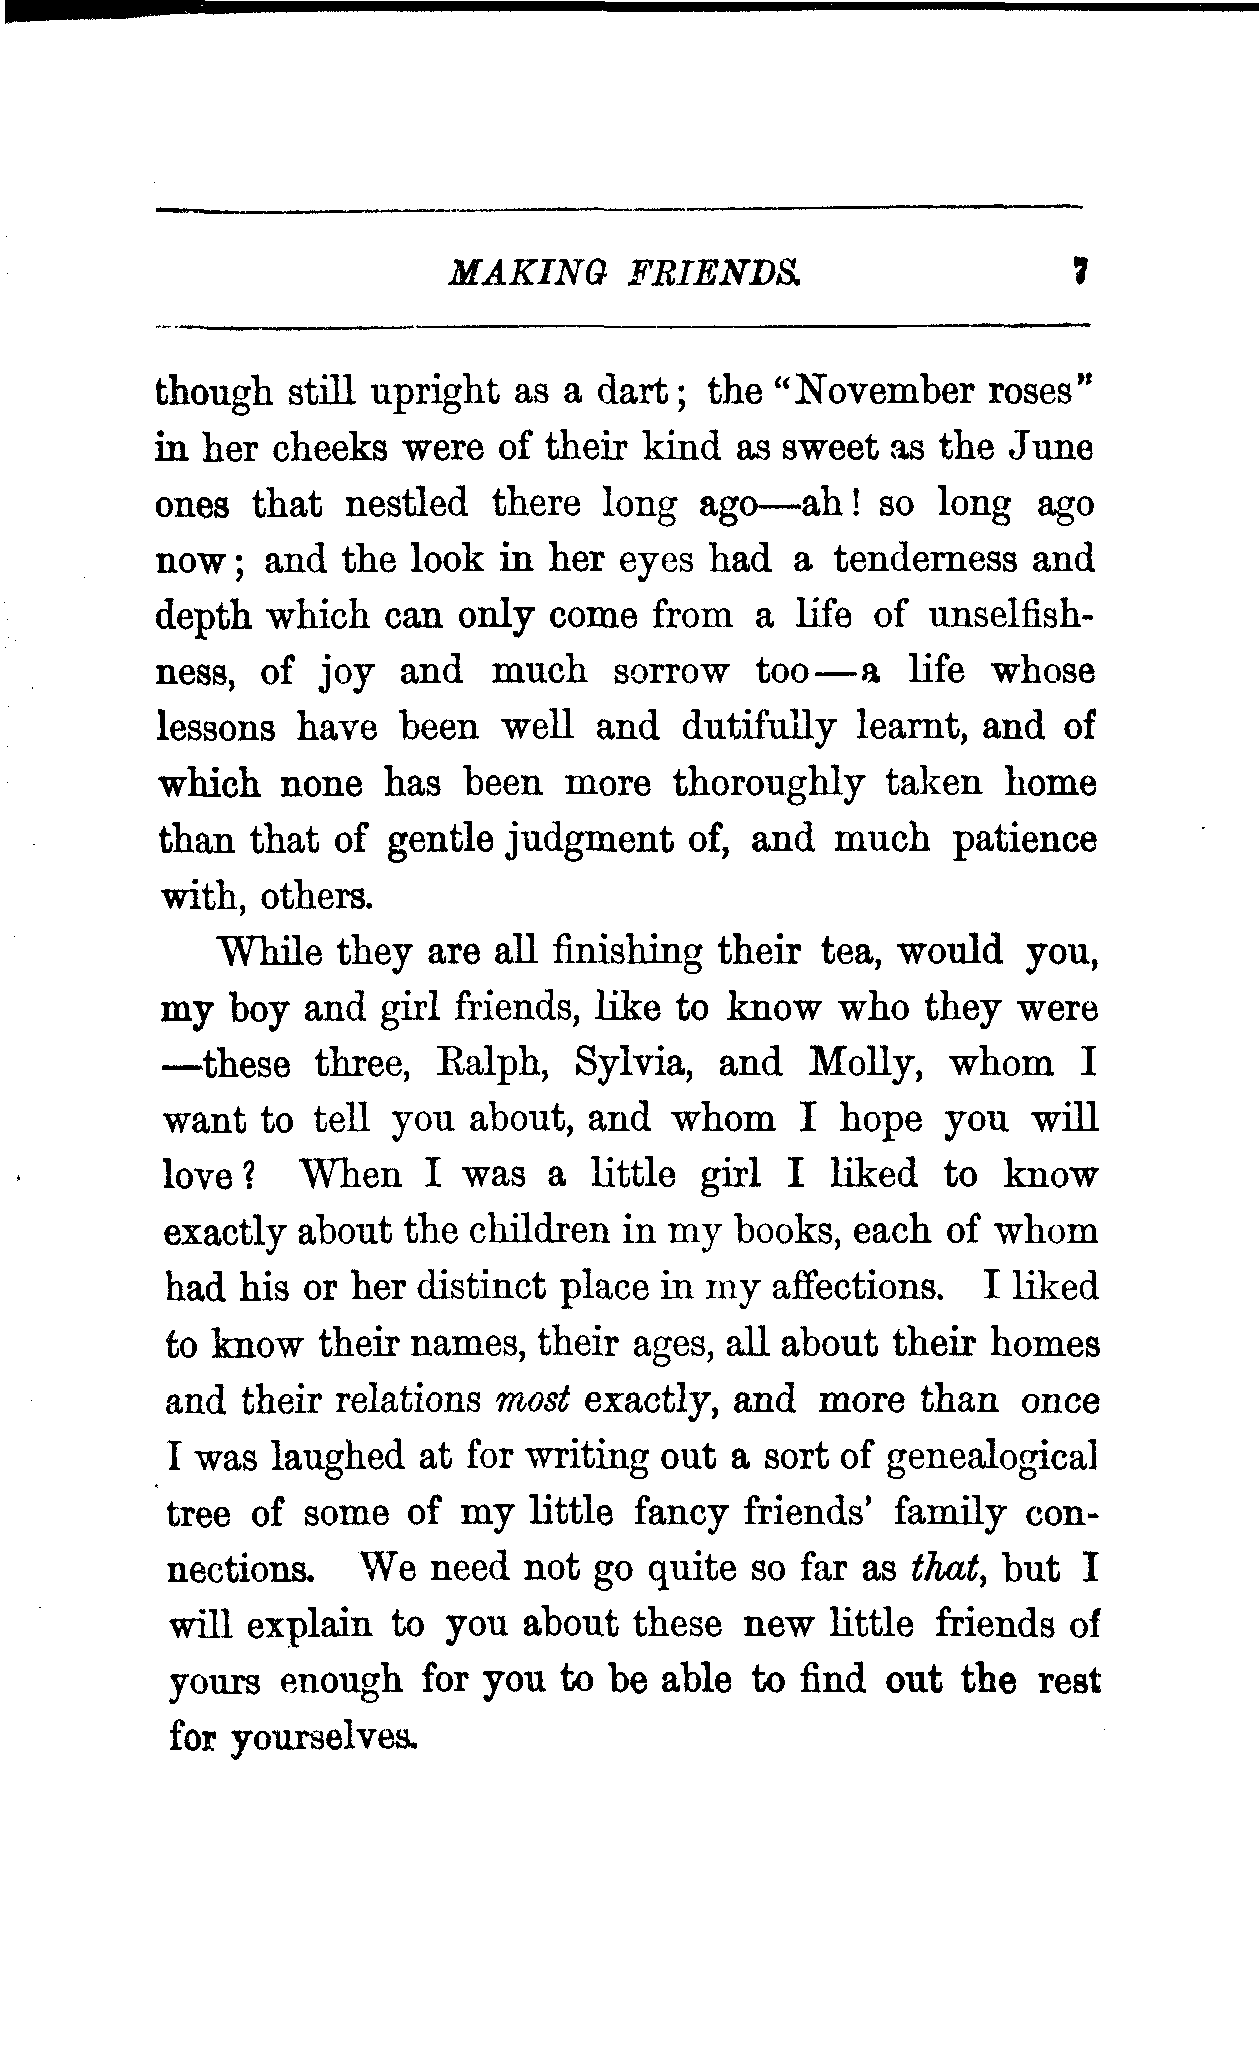 MAKING FRIENDS. 7
though still upright as a dart; the "November roses"
in her cheeks were of their kind as sweet as the June
ones that nestled there long ago—ah! so long ago
now; and the look in her eyes had a tenderness and
depth which can only come from a life of unselfish-
ness, of joy and much sorrow too—a life whose
lessons have been well and dutifully learnt, and of
which none has been more thoroughly taken home
than that of gentle judgment of, and much patience
with, others.
While they are all finishing their tea, would you,
my boy and girl friends, like to know who they were
—these three, Ralph, Sylvia, and Molly, whom I
want to tell you about, and whom I hope you will
love? When I was a little girl I liked to know
exactly about the children in my books, each of whom
had his or her distinct place in my affections. I liked
to know their names, their ages, all about their homes
and their relations most exactly, and more than once
I was laughed at for writing out a sort of genealogical
tree of some of my little fancy friends' family con-
nections. We need not go quite so far as that, but I
will explain to you about these new little friends of
yours enough for you to be able to find out the rest
for yourselves.